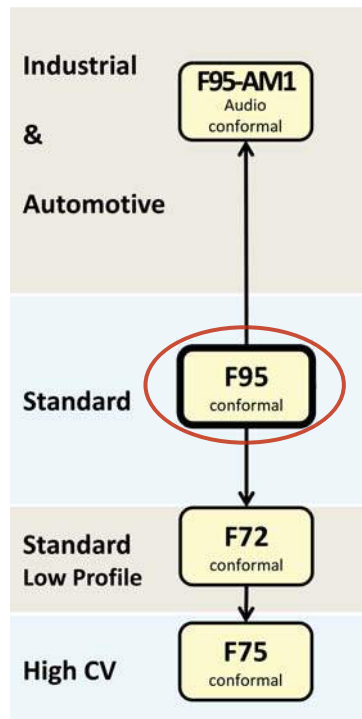 Industrial
&
Automotive
F95-AM1
Audio
conformal
Standard
F95
conformal
Standard
Low Profile
F72
conformal
High CV
F75
conformal